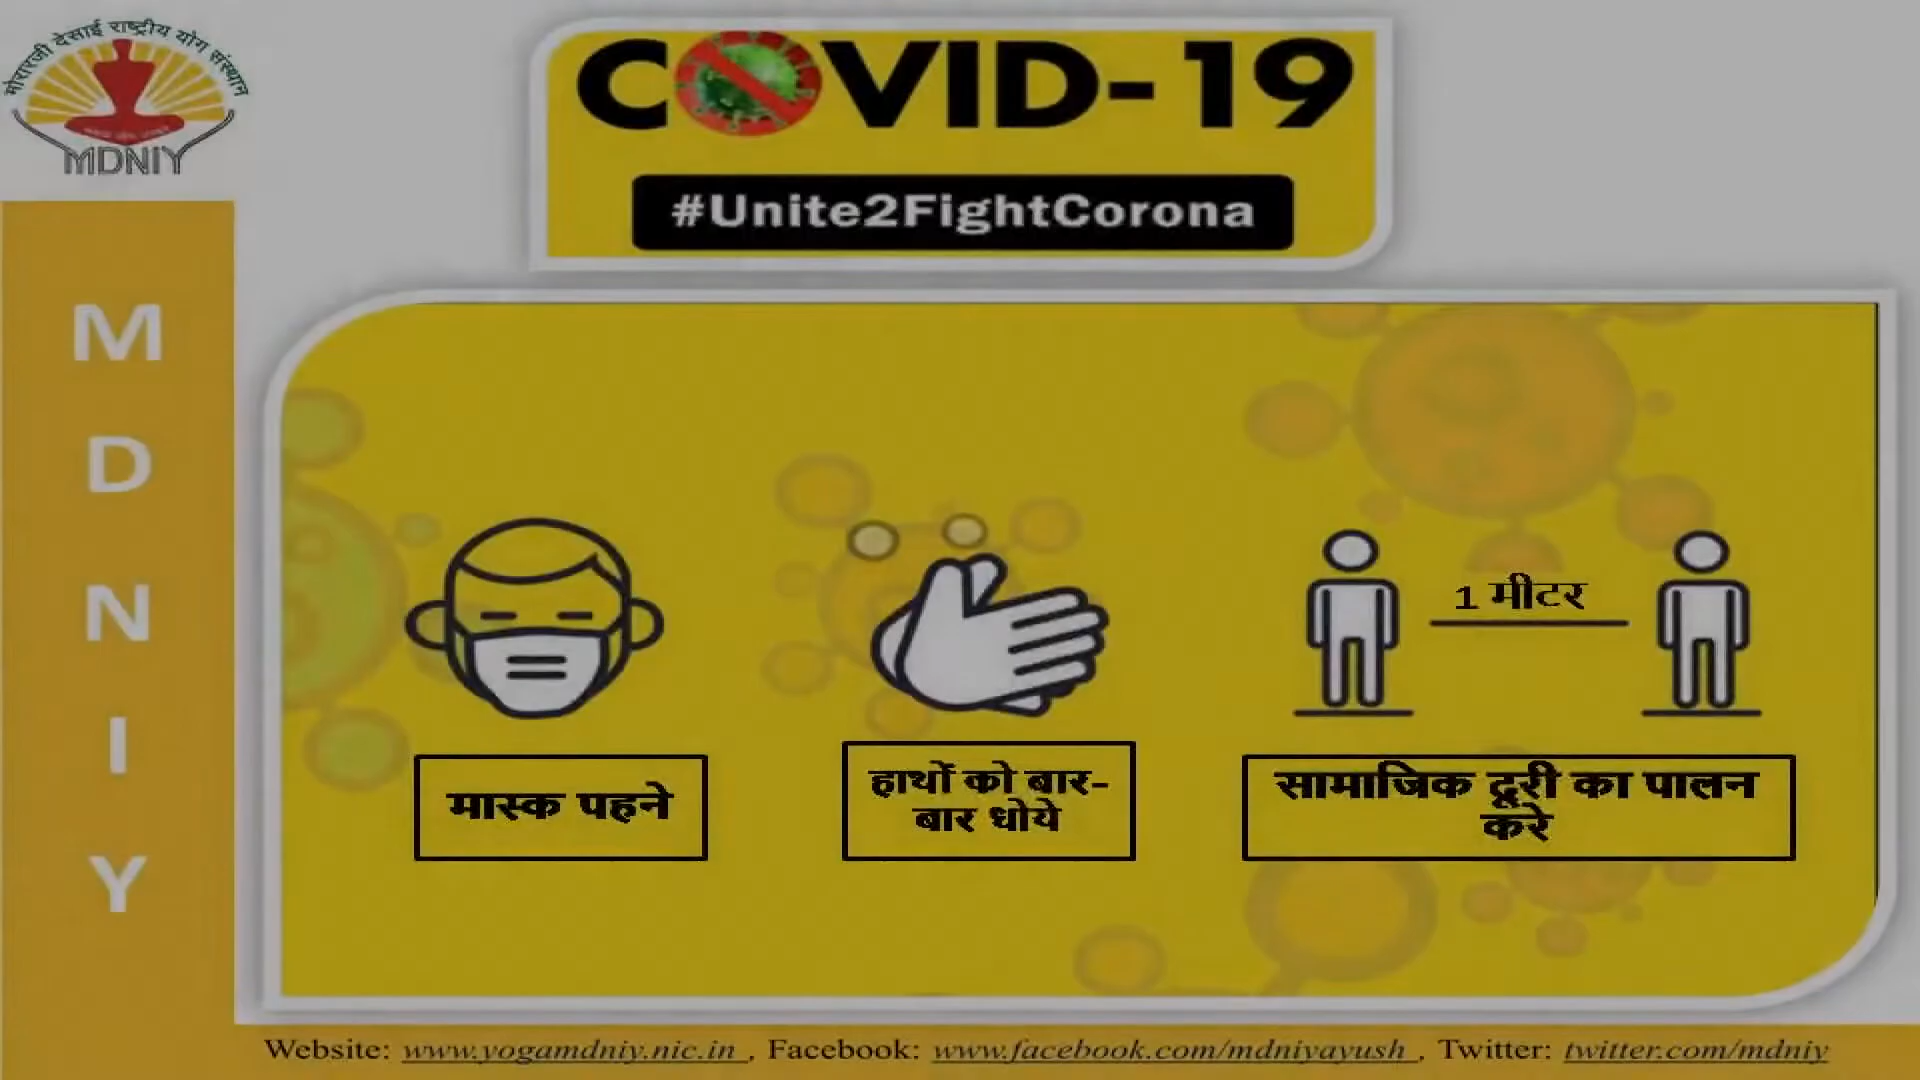 मोरारजी देसाई राष्ट्रीय योग संस्थान
MDNIY
COVID-19
#Unite2FightCorona
M
D
N
I
Y
1 मीटर
मास्क पहने
हाथों को बार-
बार धोये
सामाजिक दूरी का पालन
करे
Website: www.yogamdniy.nic.in , Facebook: www.facebook.com/mdniyayush , Twitter: twitter.com/mdniy